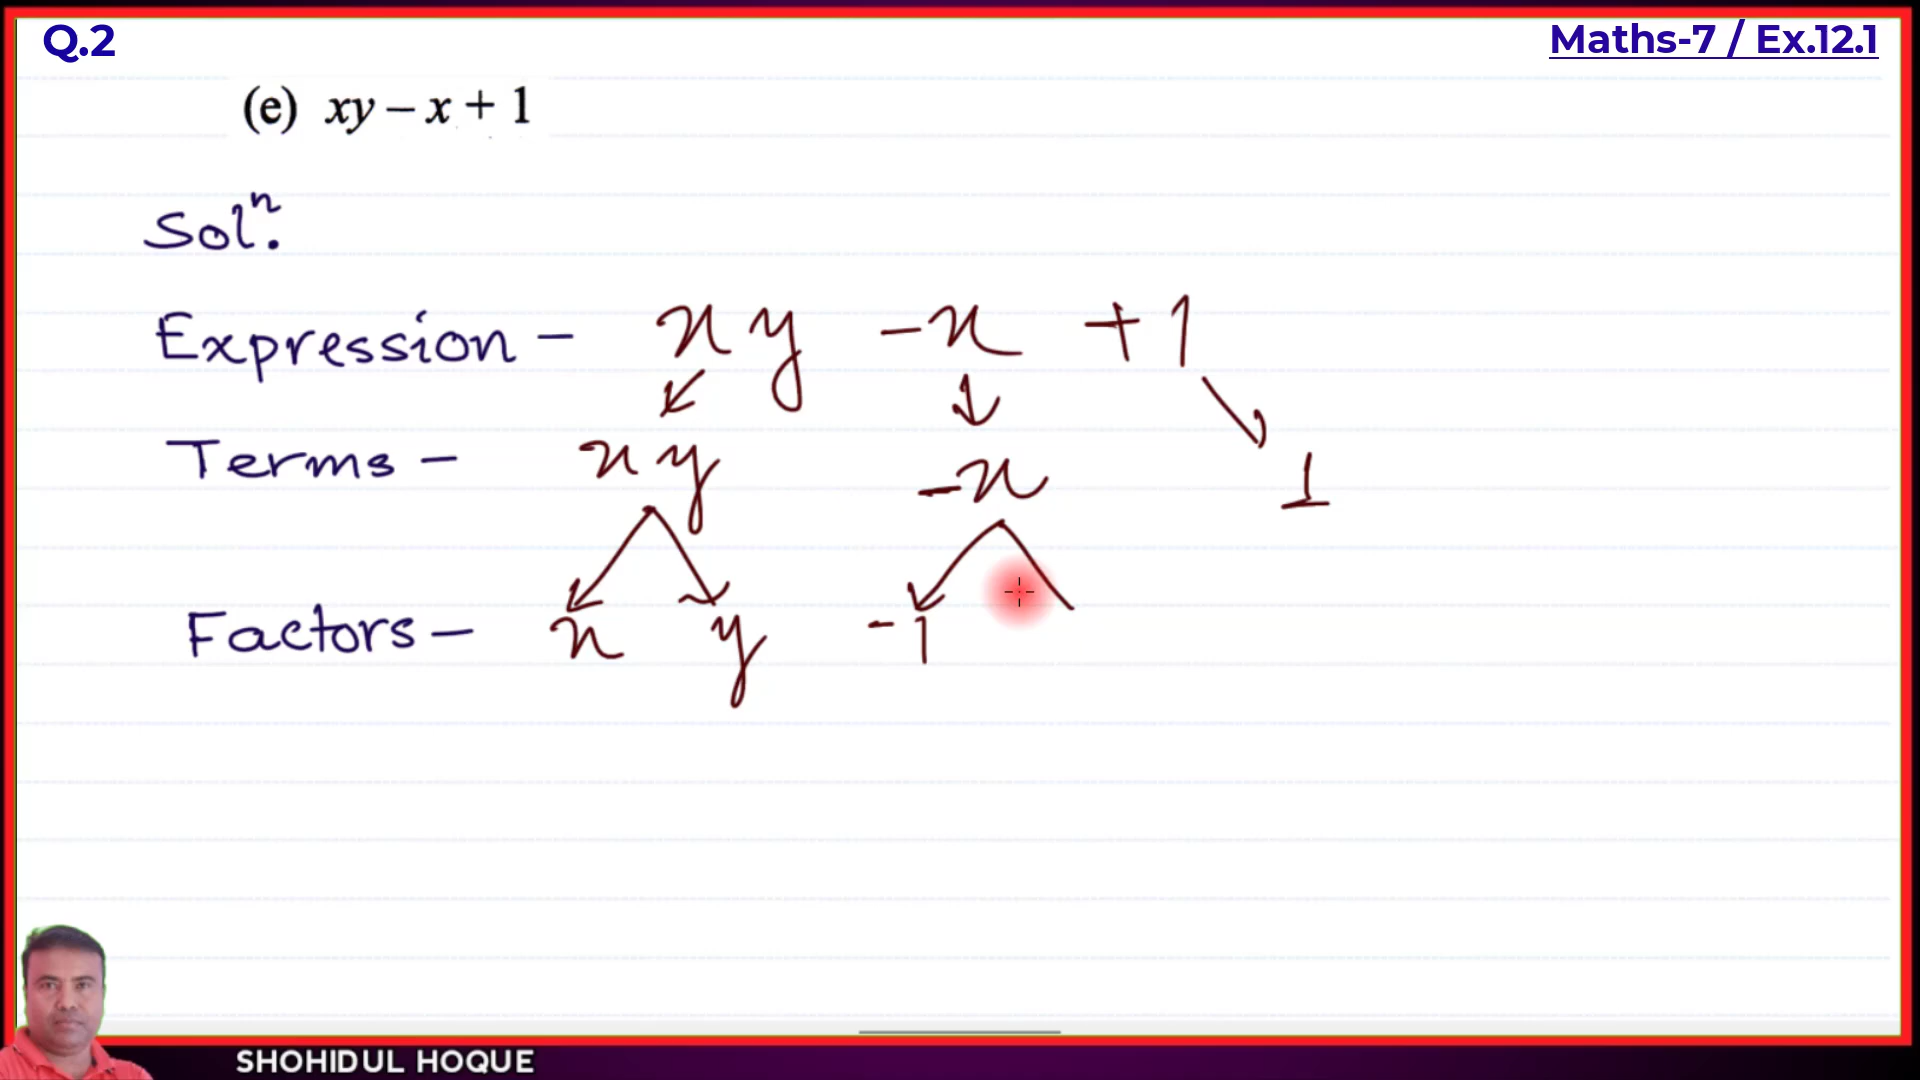 Q.2
Maths-7 / Ex.12.1
(e) xy – x + 1
Solⁿ.
Expression – xy -x +1
Terms – xy -x 1
Factors – x y -1
SHOHIDUL HOQUE